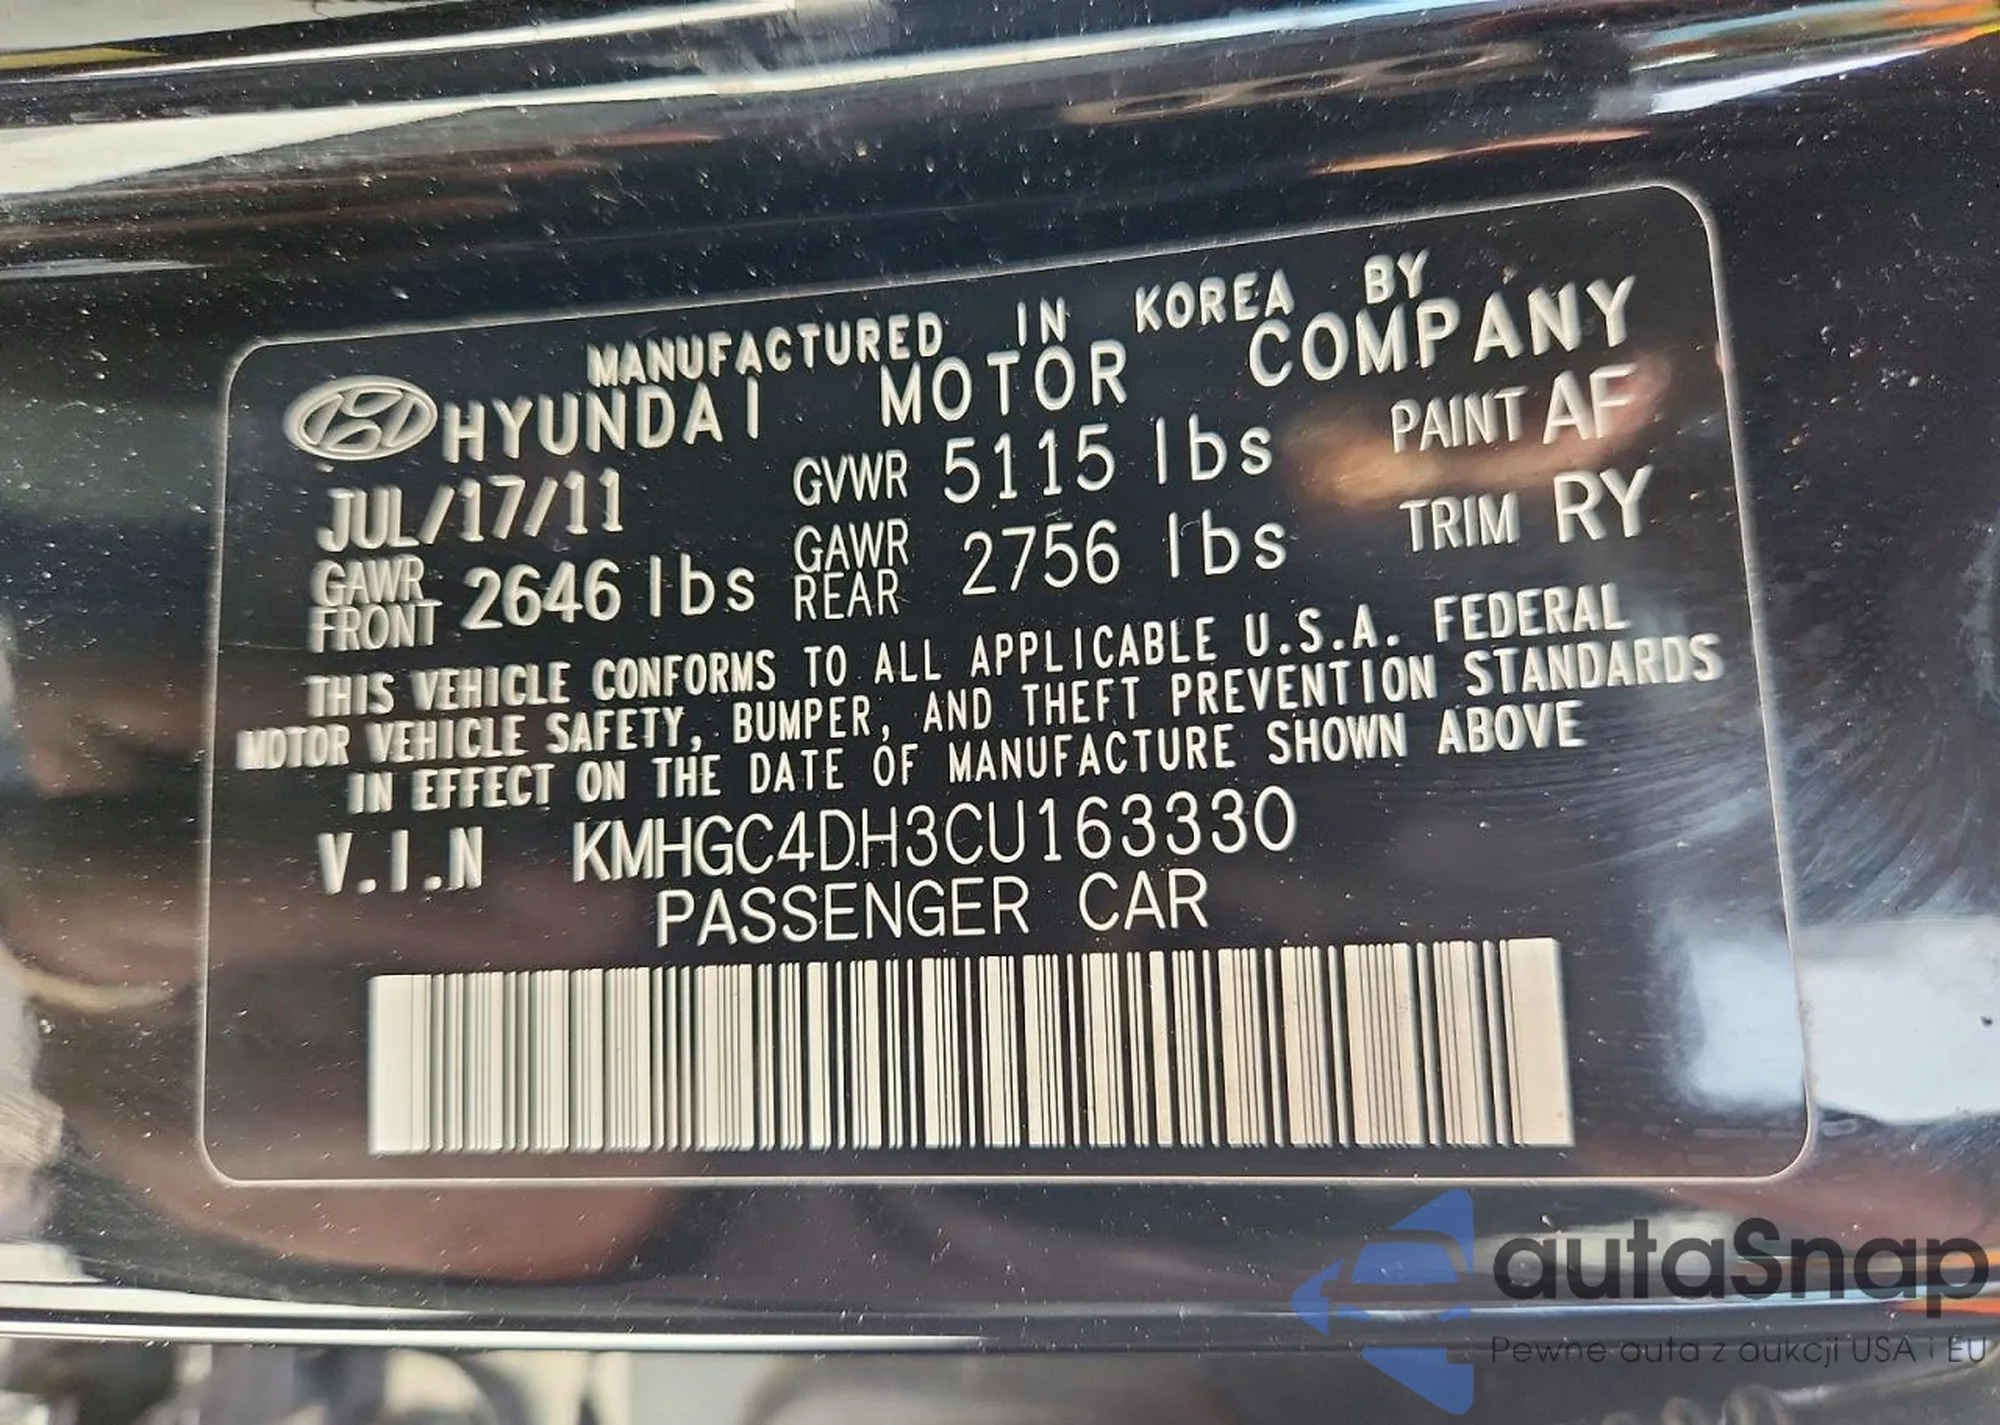 MANUFACTURED IN KOREA BY
HYUNDAI MOTOR COMPANY
JUL/17/11 GVWR 5115 lbs PAINT AF
GAWR FRONT 2646 lbs GAWR REAR 2756 lbs TRIM RY
THIS VEHICLE CONFORMS TO ALL APPLICABLE U.S.A. FEDERAL
MOTOR VEHICLE SAFETY, BUMPER, AND THEFT PREVENTION STANDARDS
IN EFFECT ON THE DATE OF MANUFACTURE SHOWN ABOVE
V.I.N KMHGC4DH3CU163330
PASSENGER CAR
autaSnap
Pewne auta z aukcji USA i EU